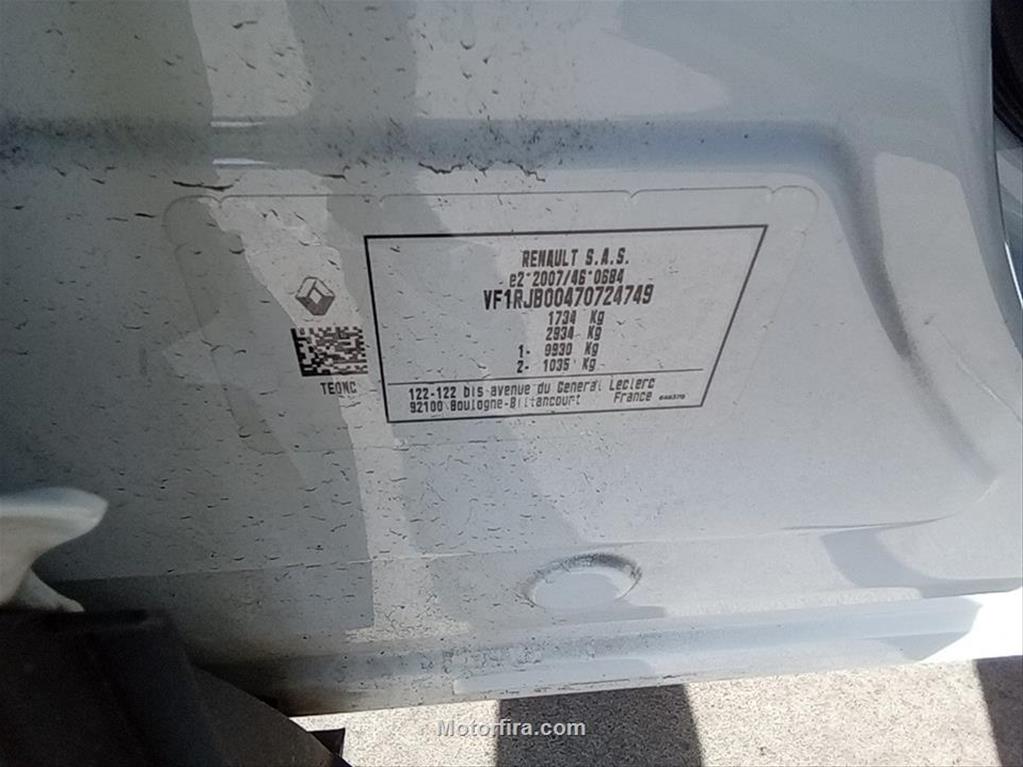 RENAULT S.A.S.
e2*2007/46*0684
VF1RJB00470724749
1734 Kg
2934 Kg
1- 9930 Kg
2- 1035 Kg
TEONC
122-122 bis avenue du General Leclerc
92100 Boulogne-Billancourt France
Motorfira.com